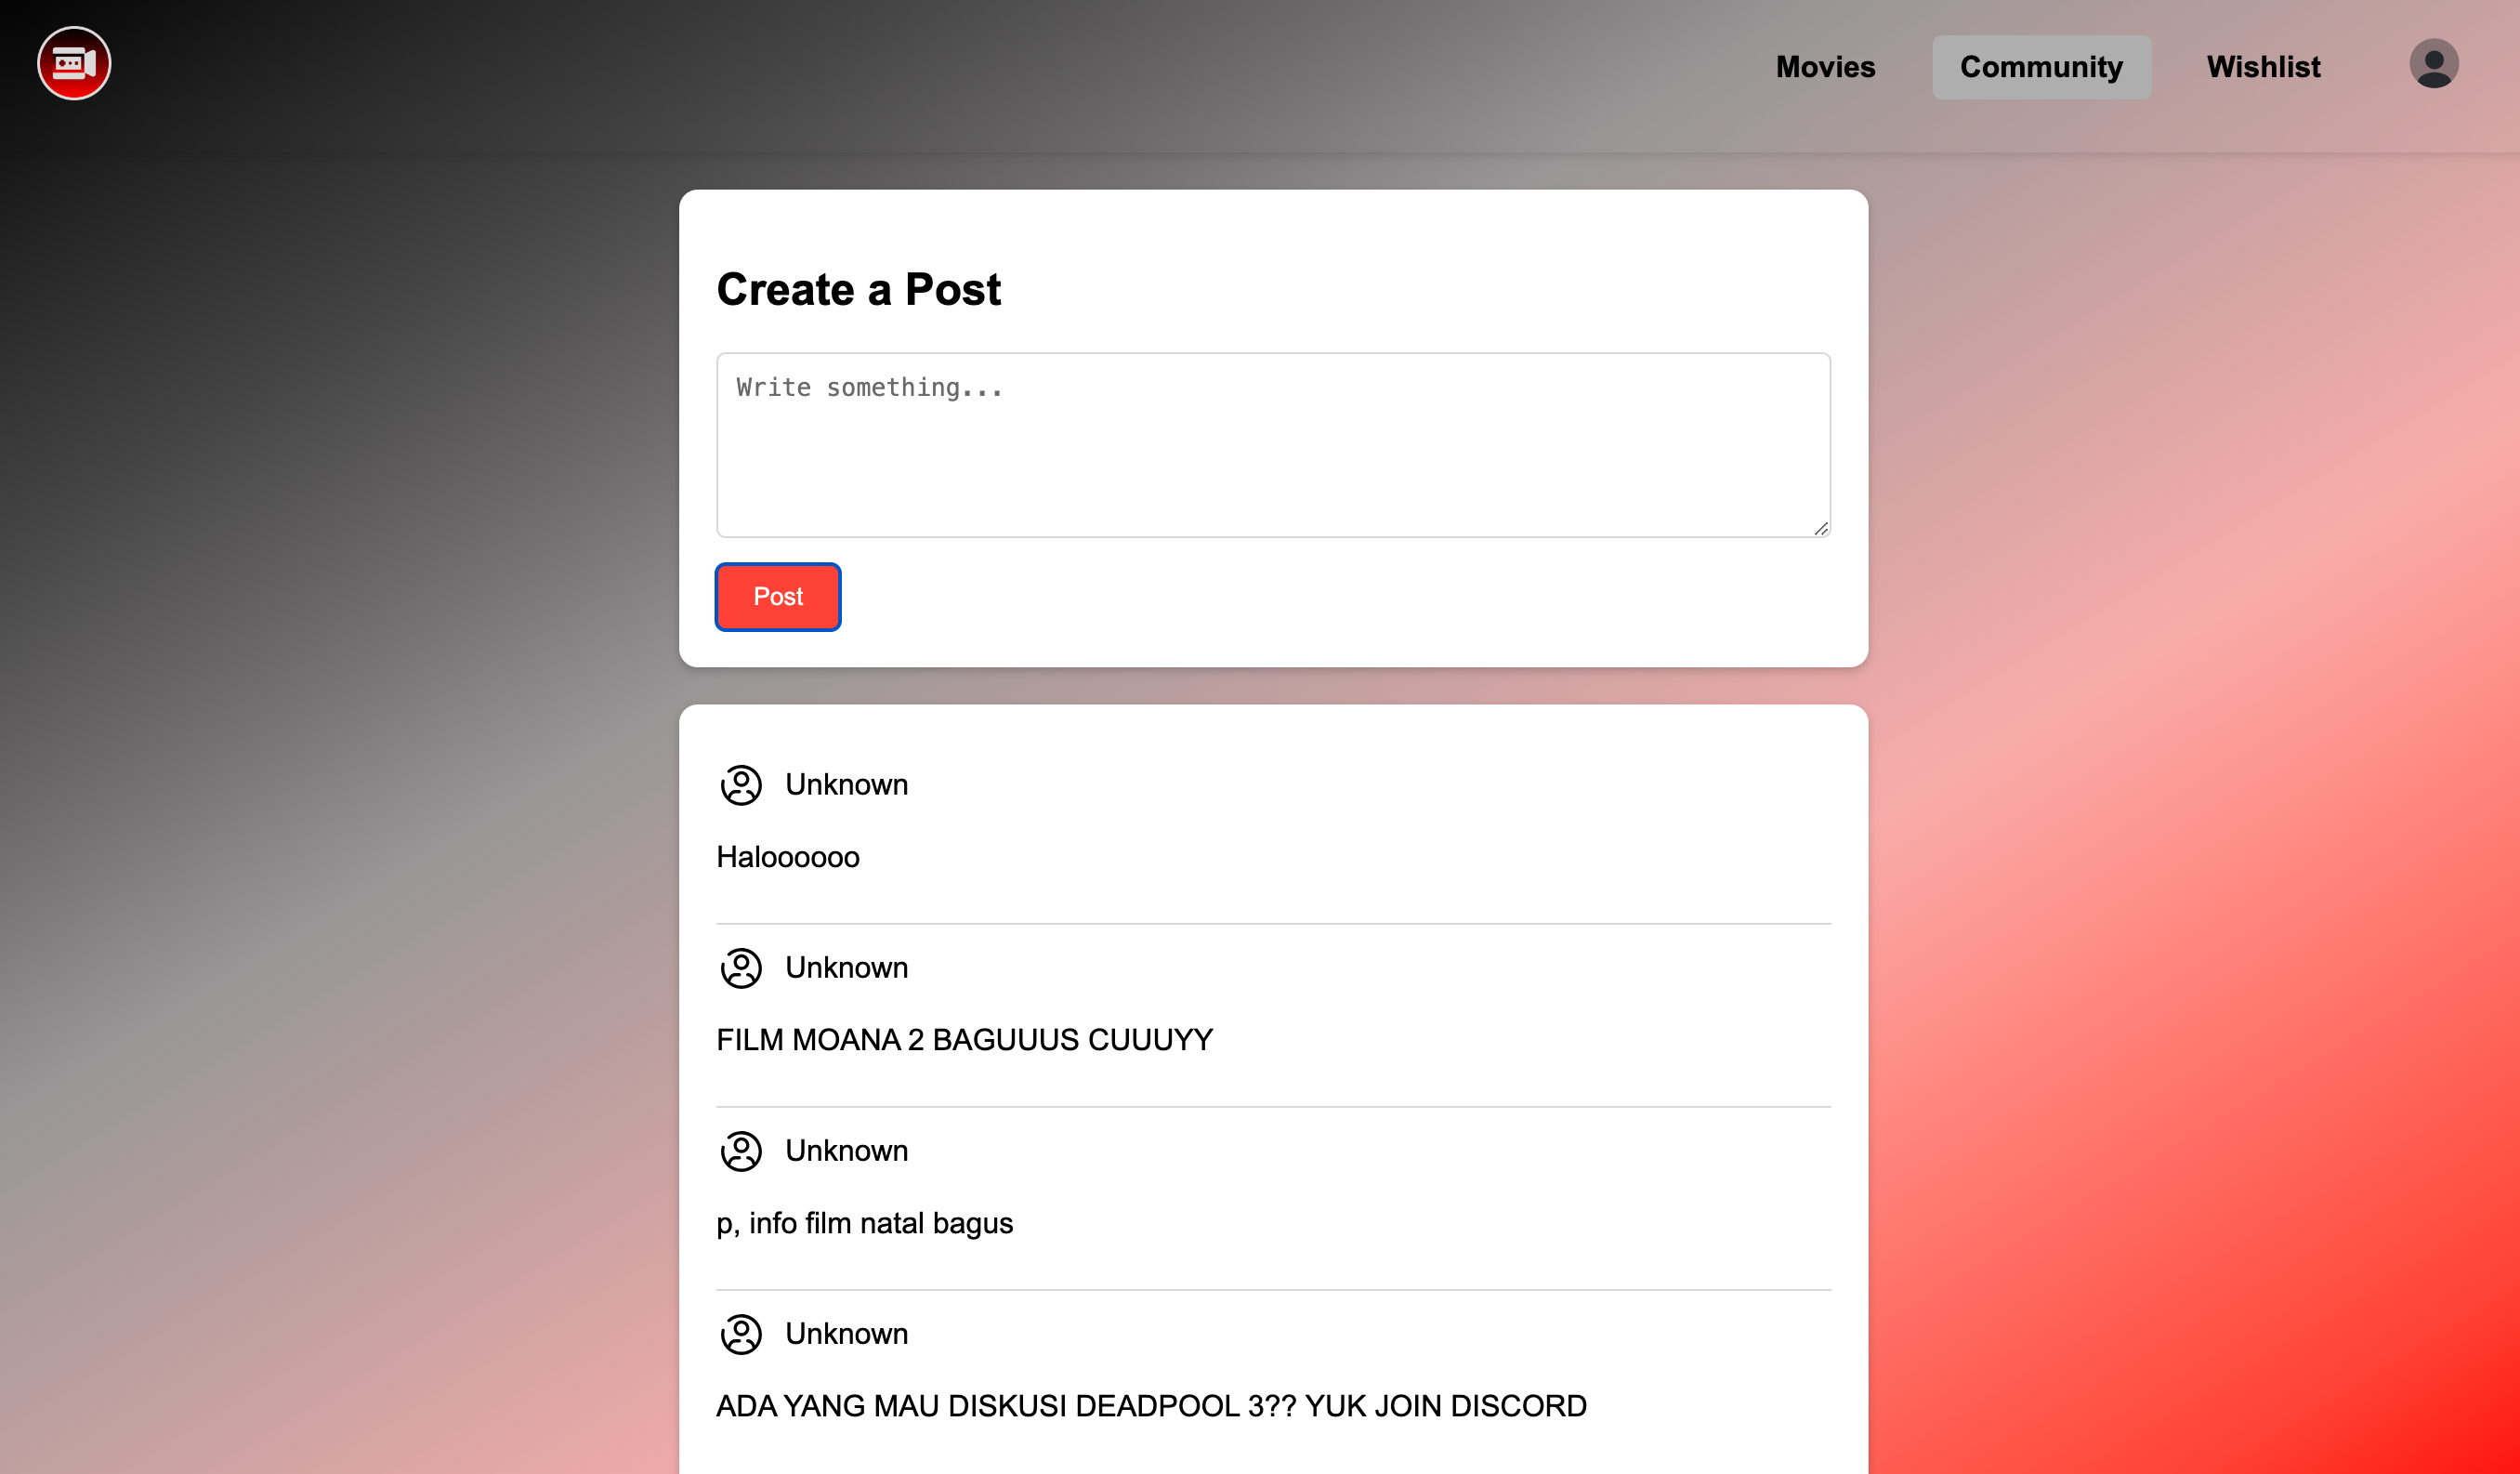 Movies Community Wishlist
Create a Post
Write something...
Post
Unknown
Haloooooo
Unknown
FILM MOANA 2 BAGUUUS CUUUYY
Unknown
p, info film natal bagus
Unknown
ADA YANG MAU DISKUSI DEADPOOL 3?? YUK JOIN DISCORD